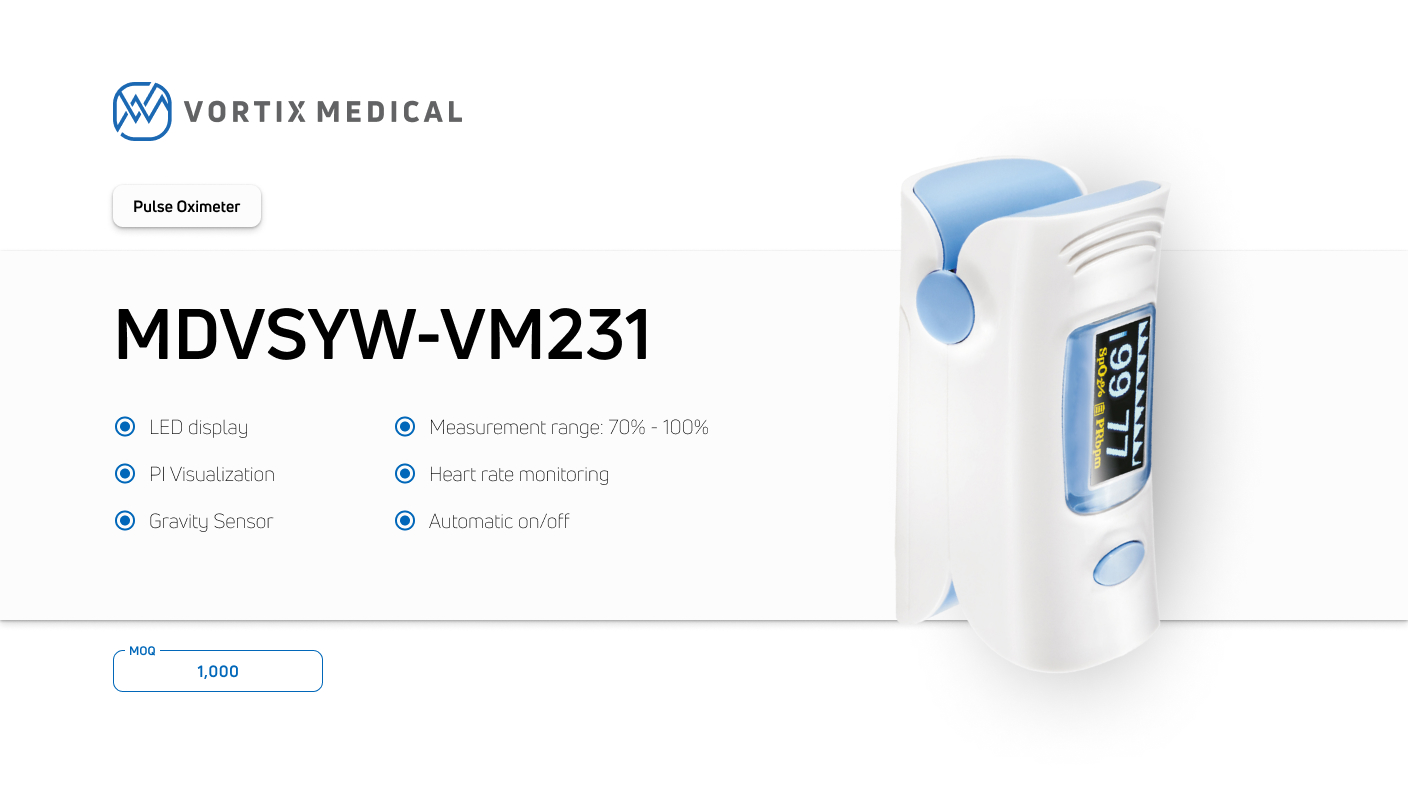 VORTIX MEDICAL
Pulse Oximeter
MDVSYW-VM231
LED display
Measurement range: 70% - 100%
PI Visualization
Heart rate monitoring
Gravity Sensor
Automatic on/off
MOQ
1,000
99 77
SpO₂% PRbpm